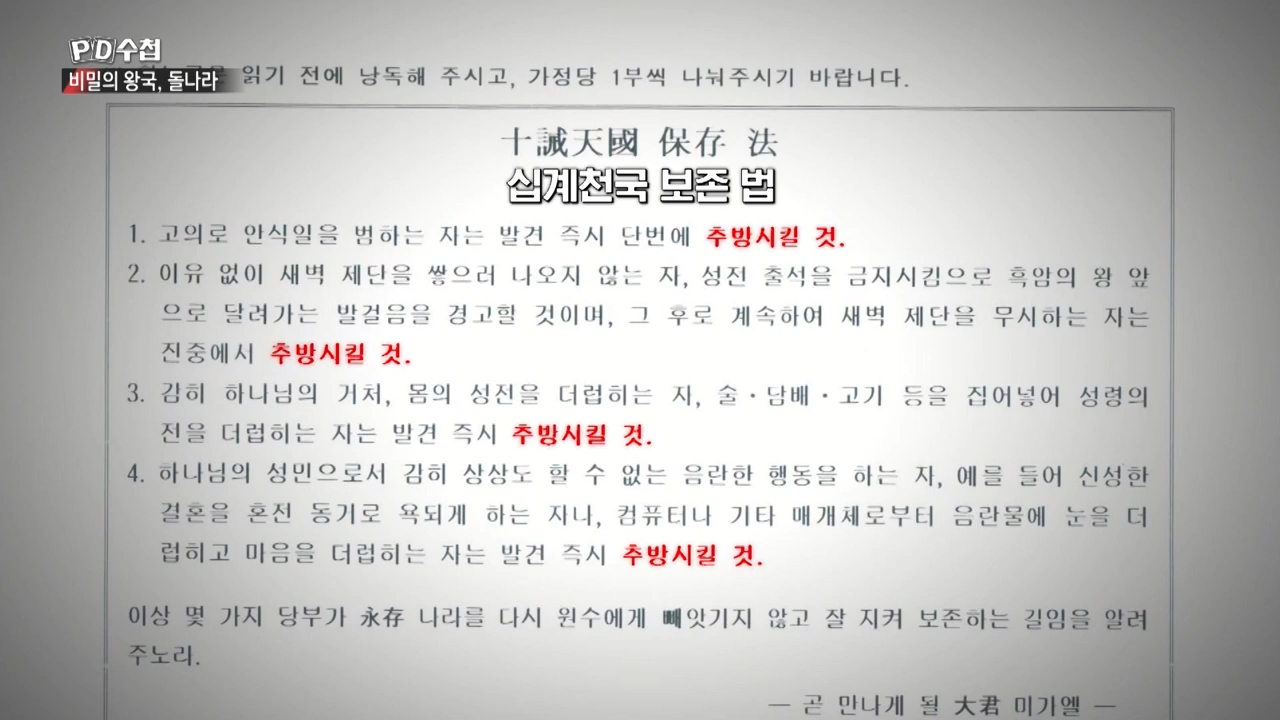 PD수첩
비밀의 왕국, 돌나라
읽기 전에 낭독해 주시고, 가정당 1부씩 나눠주시기 바랍니다.
十誡天國 保存 法
십계천국 보존 법
1. 고의로 안식일을 범하는 자는 발견 즉시 단번에 추방시킬 것.
2. 이유 없이 새벽 제단을 쌓으러 나오지 않는 자, 성전 출석을 금지시킴으로 흑암의 왕 앞
으로 달려가는 발걸음을 경고할 것이며, 그 후로 계속하여 새벽 제단을 무시하는 자는
진중에서 추방시킬 것.
3. 감히 하나님의 거처, 몸의 성전을 더럽히는 자, 술·담배·고기 등을 집어넣어 성령의
전을 더럽히는 자는 발견 즉시 추방시킬 것.
4. 하나님의 성민으로서 감히 상상도 할 수 없는 음란한 행동을 하는 자, 예를 들어 신성한
결혼을 혼전 동기로 욕되게 하는 자나, 컴퓨터나 기타 매개체로부터 음란물에 눈을 더
럽히고 마음을 더럽히는 자는 발견 즉시 추방시킬 것.
이상 몇 가지 당부가 永存 나라를 다시 원수에게 빼앗기지 않고 잘 지켜 보존하는 길임을 알려
주노리.
― 곧 만나게 될 大君 미가엘 ―